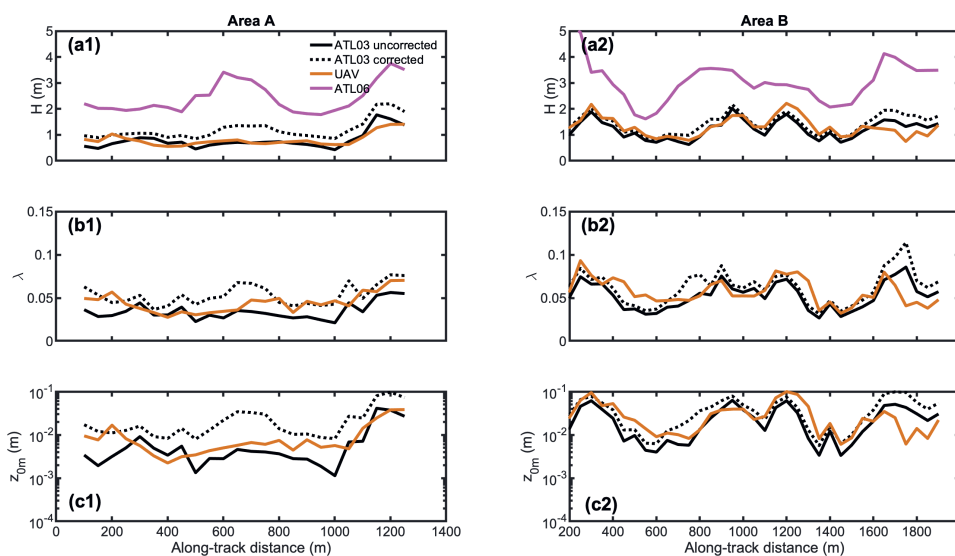 Area A
Area B
5
4
3
2
1
0
H (m)
(a1)
ATL03 uncorrected
ATL03 corrected
UAV
ATL06
5
4
3
2
1
0
H (m)
(a2)
0.15
0.1
0.05
0
λ
(b1)
0.15
0.1
0.05
0
λ
(b2)
10⁻¹
10⁻²
10⁻³
10⁻⁴
z₀ₘ (m)
(c1)
0 200 400 600 800 1000 1200 1400
Along-track distance (m)
10⁻¹
10⁻²
10⁻³
10⁻⁴
z₀ₘ (m)
(c2)
200 400 600 800 1000 1200 1400 1600 1800
Along-track distance (m)